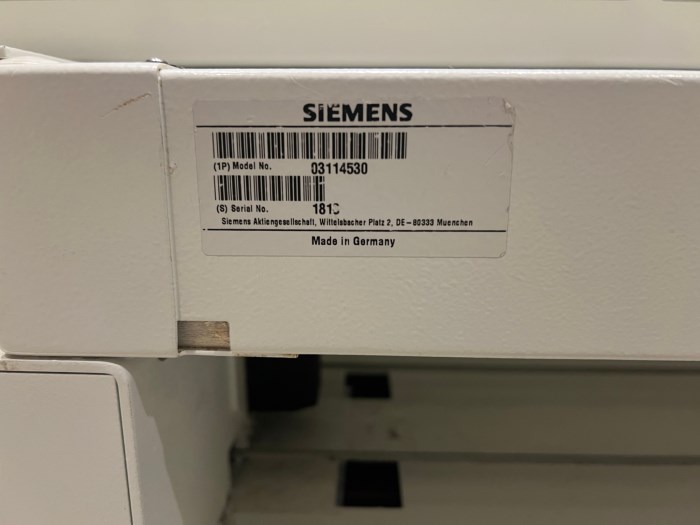 SIEMENS
(1P) Model No. 03114530
(S) Serial No.
Siemens Aktiengesellschaft, Wittelsbacher Platz 2, DE-80333 Muenchen
Made in Germany